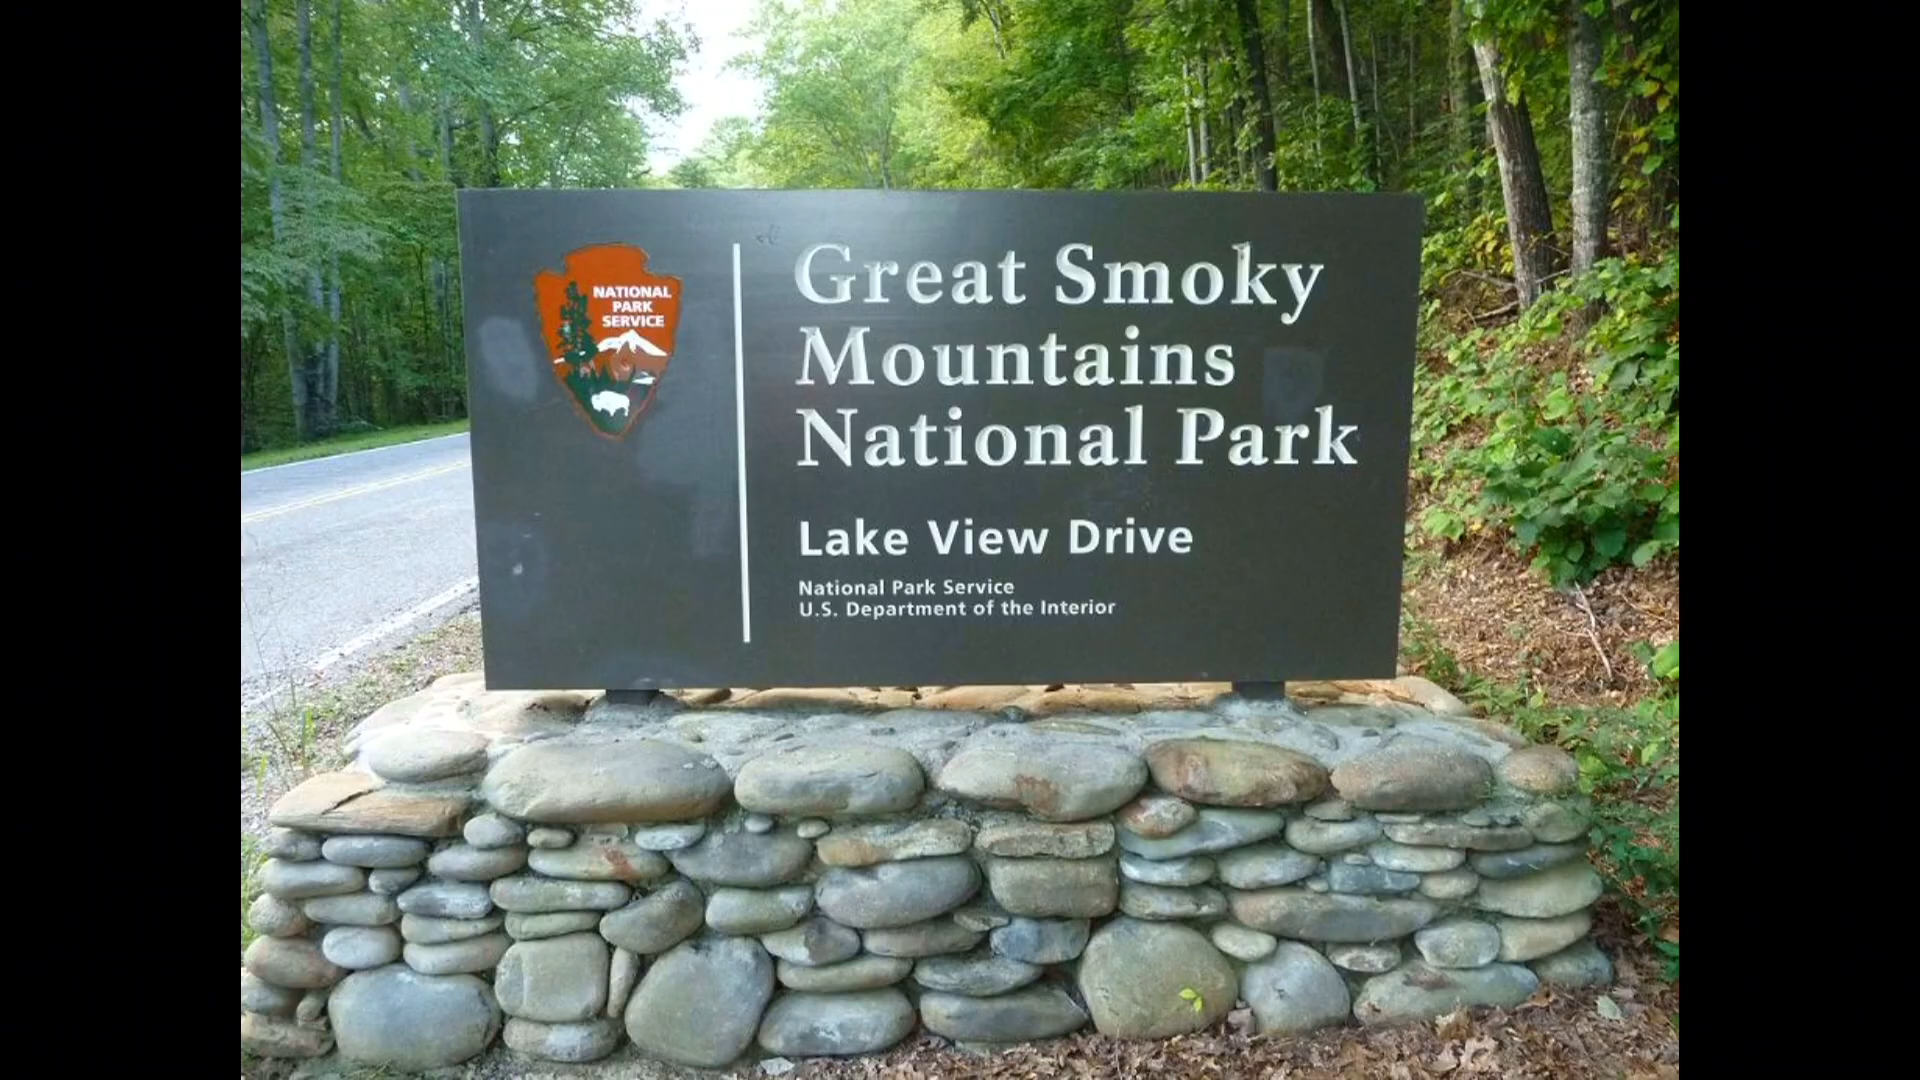 NATIONAL
PARK
SERVICE
Great Smoky
Mountains
National Park
Lake View Drive
National Park Service
U.S. Department of the Interior